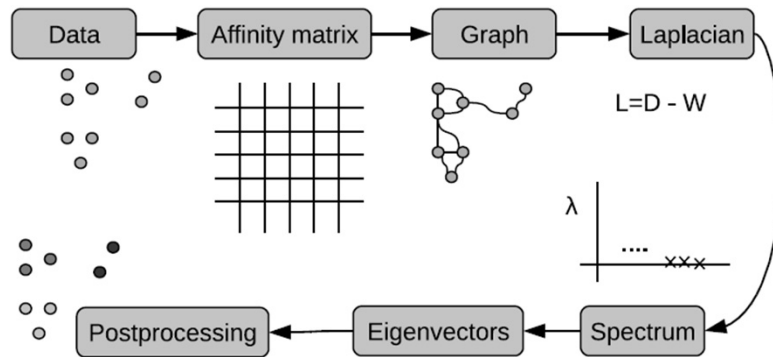 Data
Affinity matrix
Graph
Laplacian
L=D - W
λ
....
Postprocessing
Eigenvectors
Spectrum